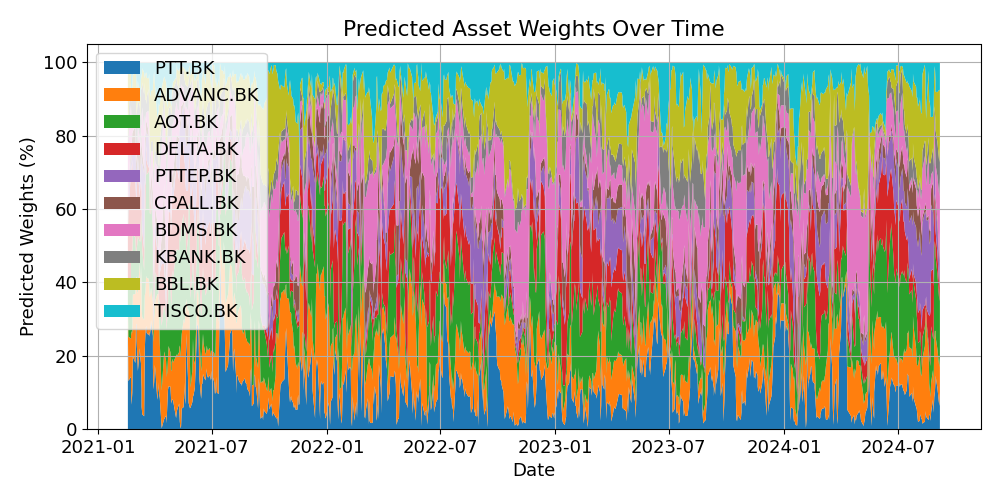 Predicted Asset Weights Over Time
100
80
60
40
20
0
Predicted Weights (%)
PTT.BK
ADVANC.BK
AOT.BK
DELTA.BK
PTTEP.BK
CPALL.BK
BDMS.BK
KBANK.BK
BBL.BK
TISCO.BK
2021-01 2021-07 2022-01 2022-07 2023-01 2023-07 2024-01 2024-07
Date